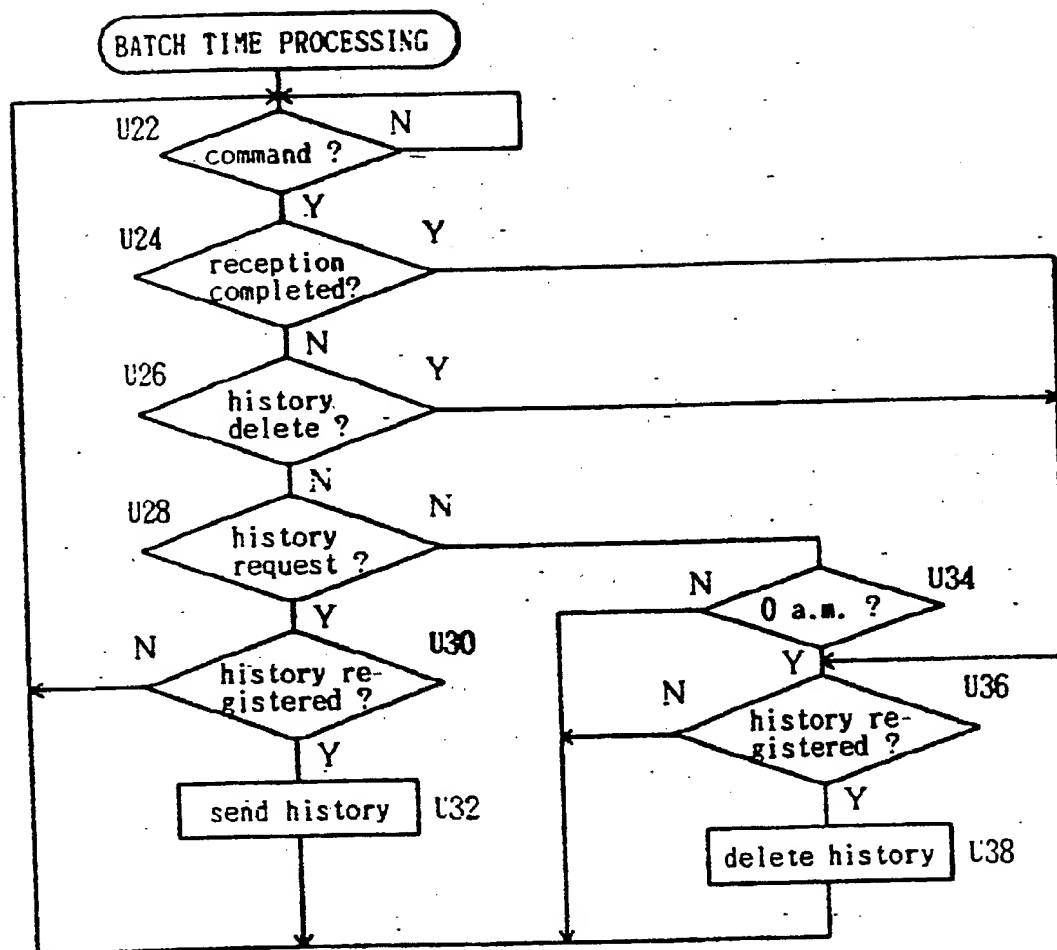 BATCH TIME PROCESSING
U22
N
command ?
Y
U24
Y
reception
completed?
N
U26
Y
history
delete ?
N
U28
N
history
request ?
Y
N
U34
0 a.m. ?
Y
N
U30
history re-
gistered ?
Y
N
U36
history re-
gistered ?
Y
send history
U32
delete history
U38